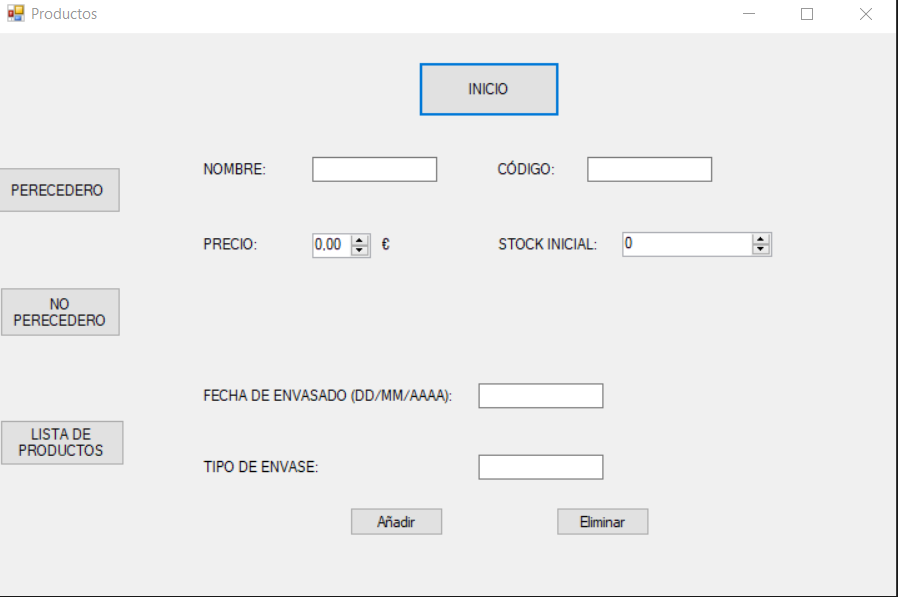 Productos
INICIO
NOMBRE:
CÓDIGO:
PERECEDERO
PRECIO:
0,00
€
STOCK INICIAL:
0
NO
PERECEDERO
FECHA DE ENVASADO (DD/MM/AAAA):
LISTA DE
PRODUCTOS
TIPO DE ENVASE:
Añadir
Eliminar